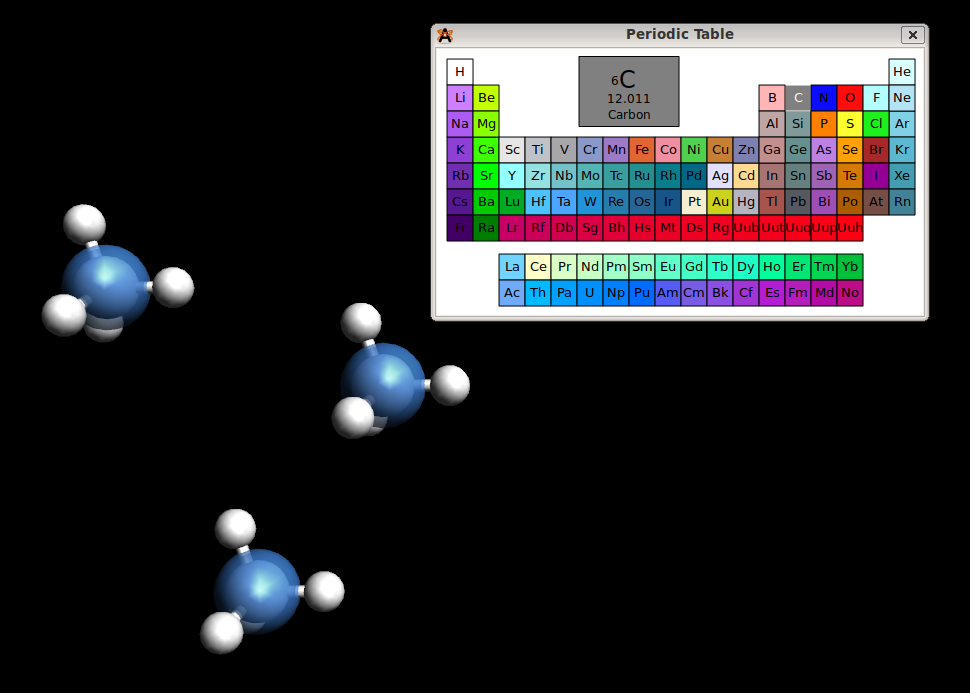 Periodic Table
6C
12.011
Carbon
H He
Li Be B C N O F Ne
Na Mg Al Si P S Cl Ar
K Ca Sc Ti V Cr Mn Fe Co Ni Cu Zn Ga Ge As Se Br Kr
Rb Sr Y Zr Nb Mo Tc Ru Rh Pd Ag Cd In Sn Sb Te I Xe
Cs Ba Lu Hf Ta W Re Os Ir Pt Au Hg Tl Pb Bi Po At Rn
Fr Ra Lr Rf Db Sg Bh Hs Mt Ds Rg Uub Uut Uuq Uup Uuh
La Ce Pr Nd Pm Sm Eu Gd Tb Dy Ho Er Tm Yb
Ac Th Pa U Np Pu Am Cm Bk Cf Es Fm Md No